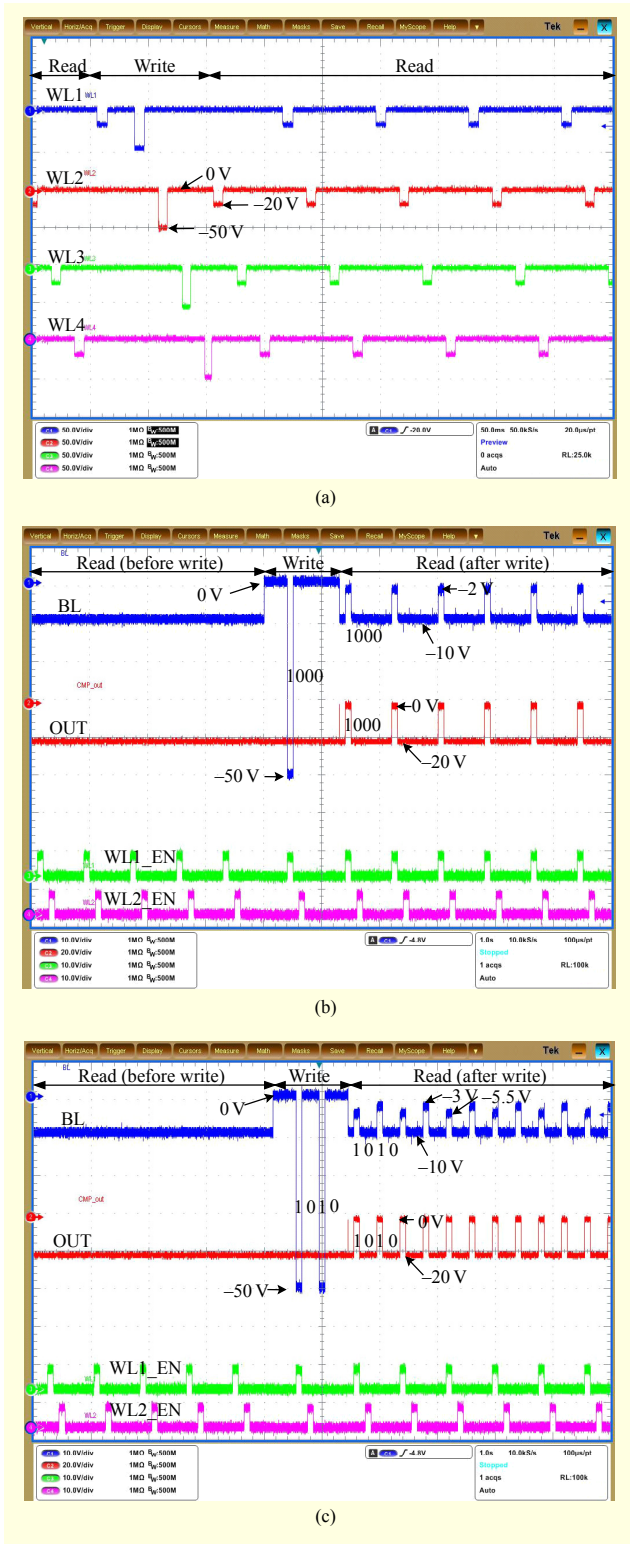 Vertical Horiz/Acq Trigger Display Cursors Measure Math Masks Save Recall MyScope Help Tek X
Read Write Read
WL1 WL1
WL2 WL2
0 V
–20 V
–50 V
WL3 WL3
WL4 WL4
C1 50.0V/div 1MΩ BW:500M
C2 50.0V/div 1MΩ BW:500M
C3 50.0V/div 1MΩ BW:500M
C4 50.0V/div 1MΩ BW:500M
A C1 -20.0V
50.0ms 50.0kS/s 20.0µs/pt
Preview
0 acqs RL:25.0k
Auto
(a)
Vertical Horiz/Acq Trigger Display Cursors Measure Math Masks Save Recall MyScope Help Tek X
BL
Read (before write) Write Read (after write)
0 V
–2 V
BL
1000
–10 V
1000
CMP_out
0 V
OUT
1000
–20 V
–50 V
WL1_EN
WL1
WL2_EN
WL2
C1 10.0V/div 1MΩ BW:500M
C2 20.0V/div 1MΩ BW:500M
C3 10.0V/div 1MΩ BW:500M
C4 10.0V/div 1MΩ BW:500M
A C1 -4.8V
1.0s 10.0kS/s 100µs/pt
Stopped
1 acqs RL:100k
Auto
(b)
Vertical Horiz/Acq Trigger Display Cursors Measure Math Masks Save Recall MyScope Help Tek X
BL
Read (before write) Write Read (after write)
0 V
–3 V –5.5 V
BL
1 0 1 0
–10 V
1 0 1 0
CMP_out
0 V
OUT
1 0 1 0
–20 V
–50 V
WL1_EN
WL1
WL2_EN
WL2
C1 10.0V/div 1MΩ BW:500M
C2 20.0V/div 1MΩ BW:500M
C3 10.0V/div 1MΩ BW:500M
C4 10.0V/div 1MΩ BW:500M
A C1 -4.8V
1.0s 10.0kS/s 100µs/pt
Stopped
1 acqs RL:100k
Auto
(c)